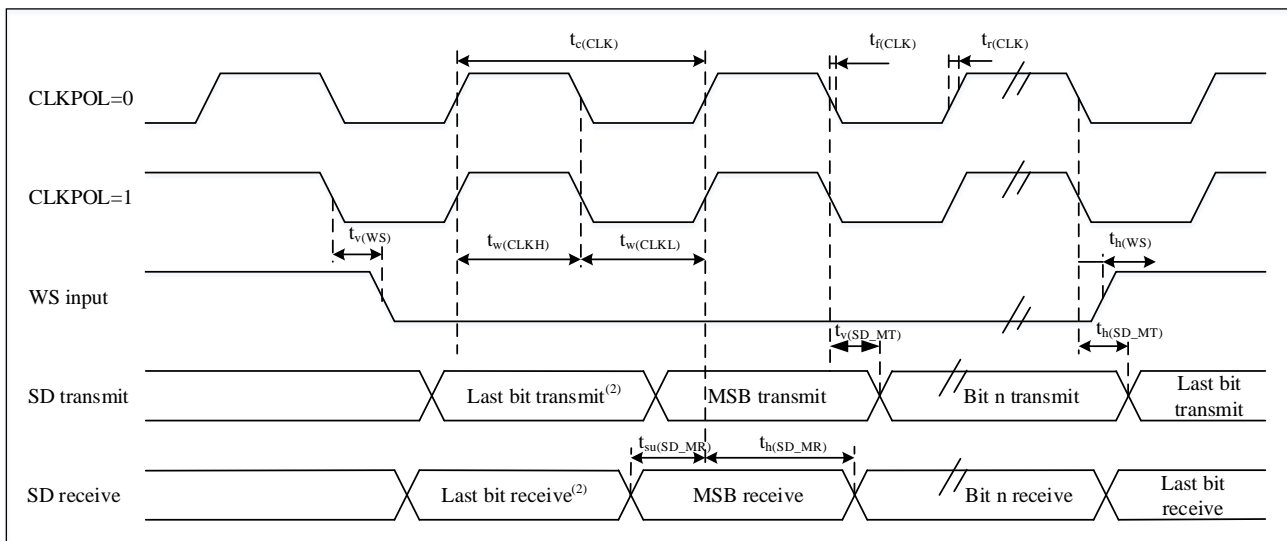 t_c(CLK)
t_f(CLK)
t_r(CLK)
CLKPOL=0
CLKPOL=1
t_v(WS)
t_w(CLKH)
t_w(CLKL)
t_h(WS)
WS input
t_v(SD_MT)
t_h(SD_MT)
SD transmit
Last bit transmit(2)
MSB transmit
Bit n transmit
Last bit
transmit
t_su(SD_MR)
t_h(SD_MR)
SD receive
Last bit receive(2)
MSB receive
Bit n receive
Last bit
receive